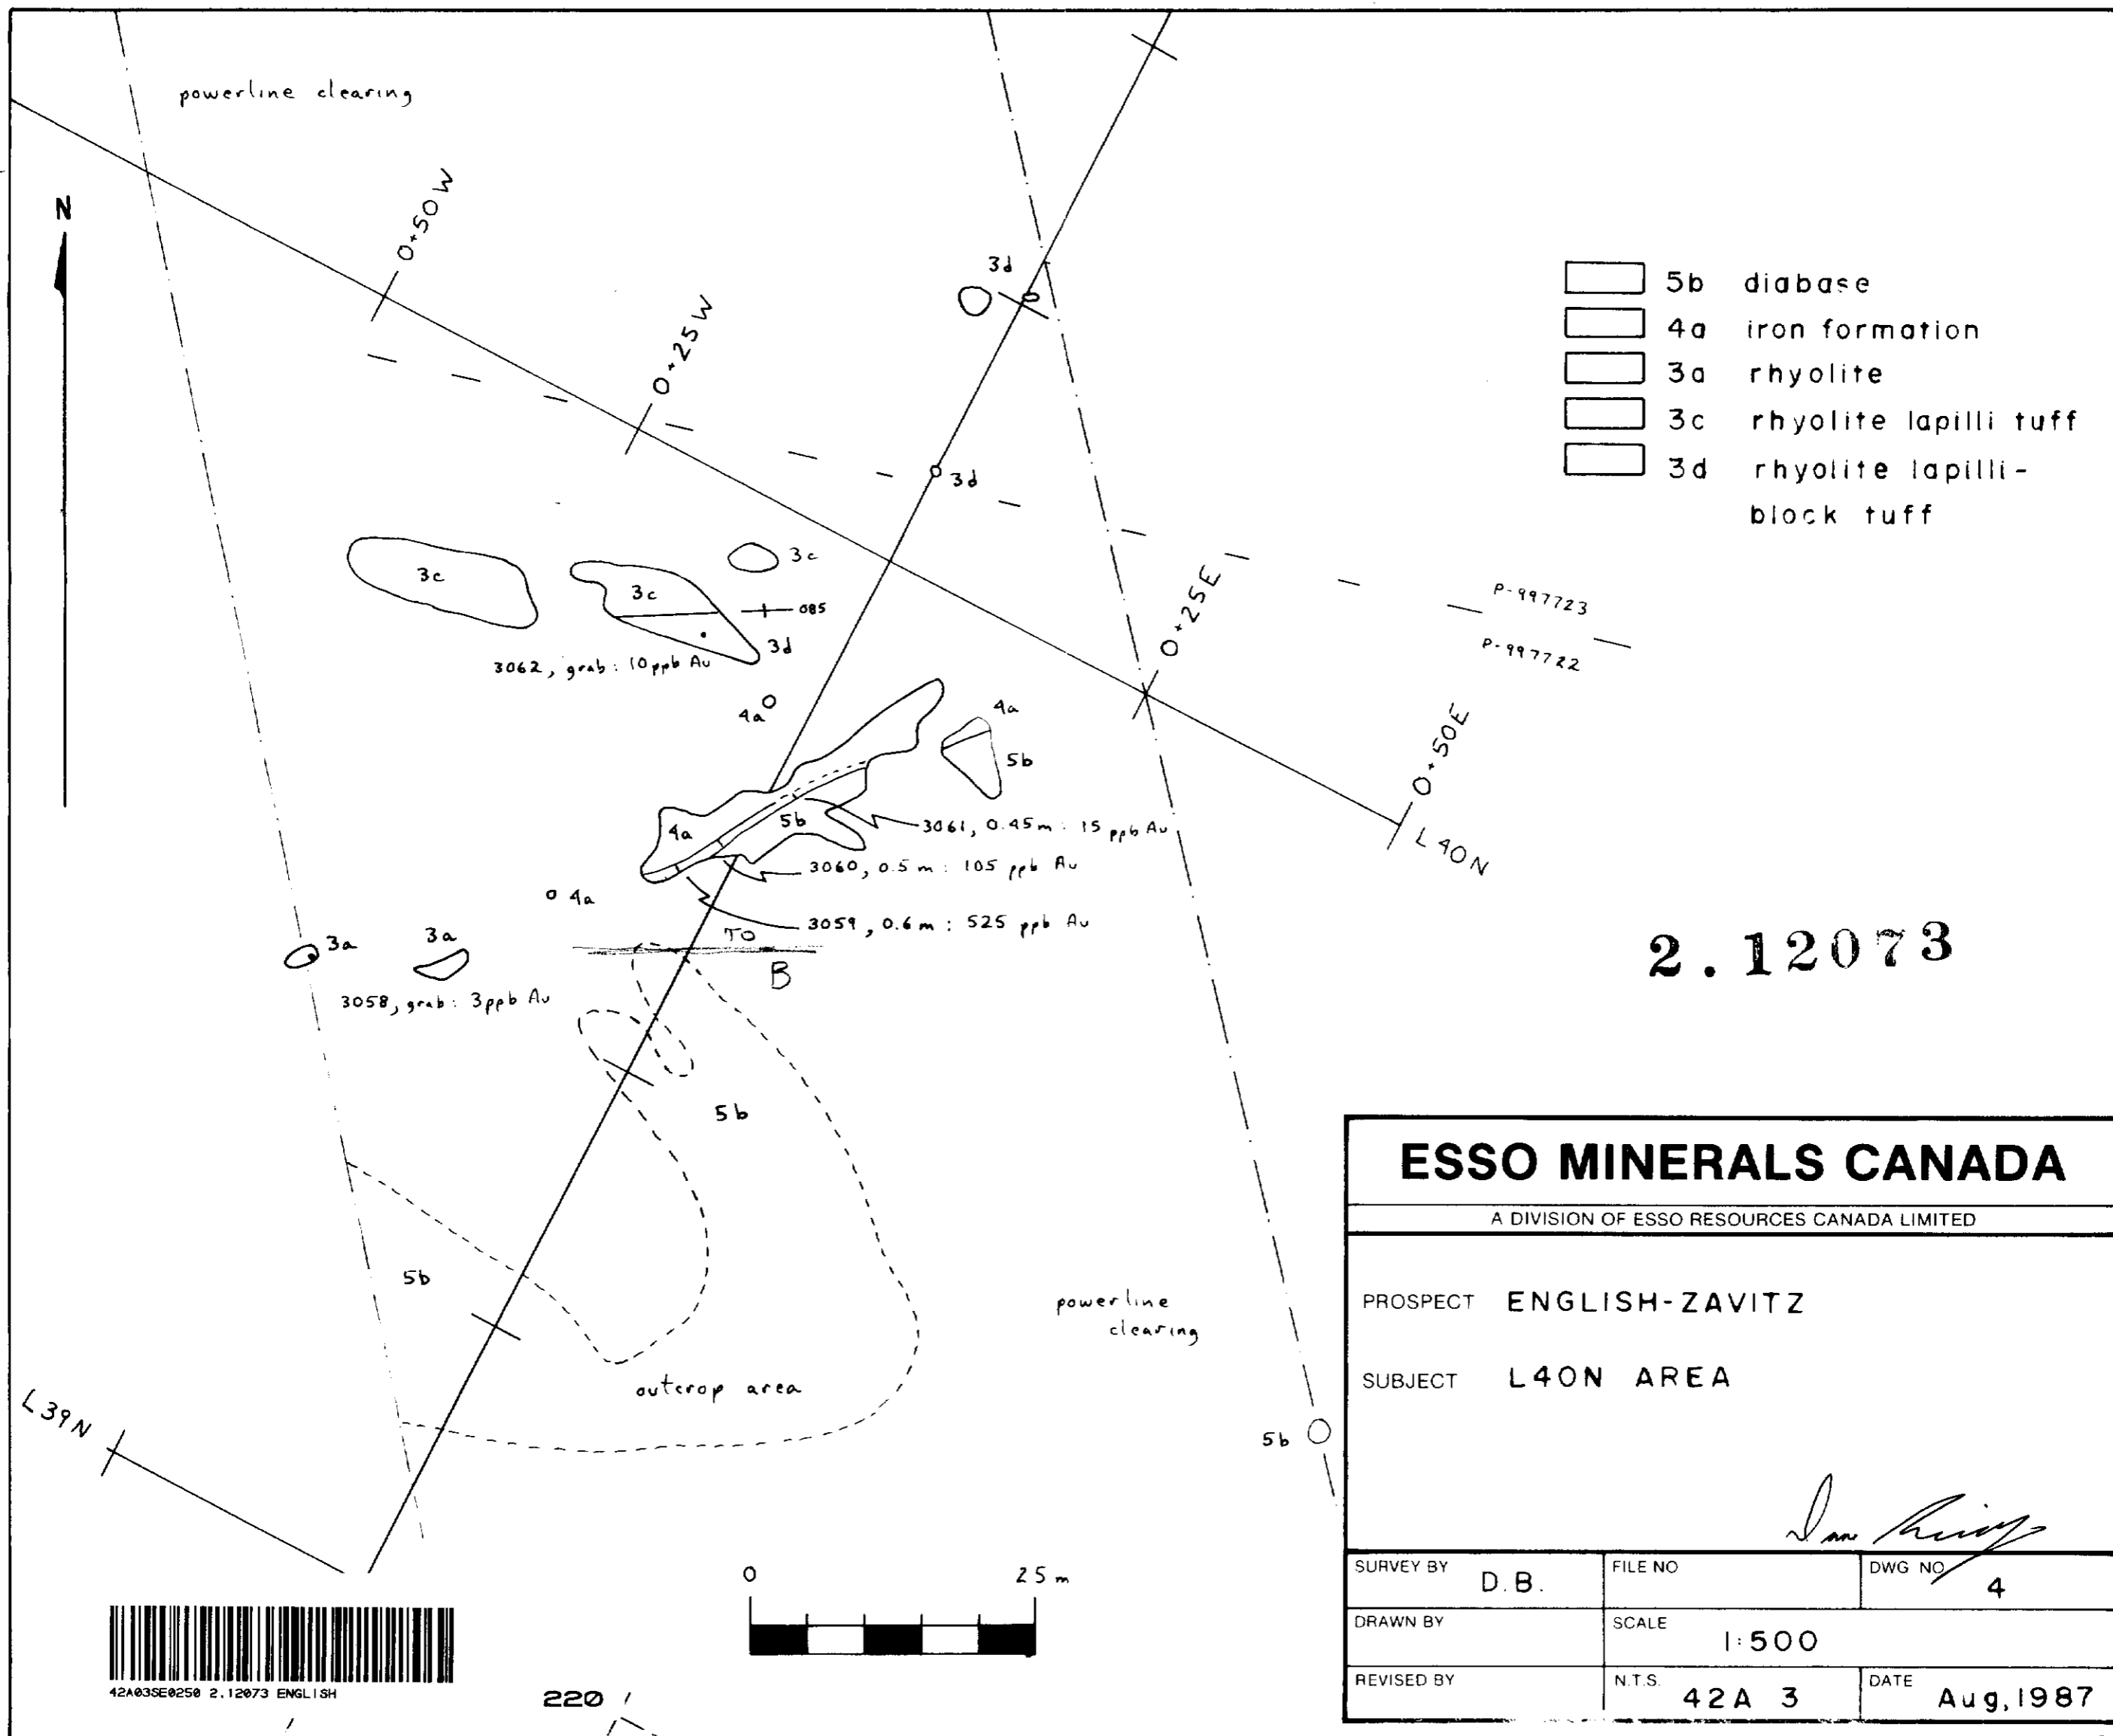 powerline clearing
N
0+50W
0+25W
3d
3d
5b diabase
4a iron formation
3a rhyolite
3c rhyolite lapilli tuff
3d rhyolite lapilli-
block tuff
3c
3c
3c
085
3d
3062, grab: 10ppb Au
0+25E
P-997723
P-997722
0+50E
L40N
4a
4a
5b
4a
5b
3061, 0.45m: 15 ppb Au
3060, 0.5 m: 105 ppb Au
3059, 0.6m: 525 ppb Au
4a
3a
3a
3058, grab: 3ppb Au
TO
B
2.12073
5b
5b
outcrop area
powerline
clearing
5b
L39N
ESSO MINERALS CANADA
A DIVISION OF ESSO RESOURCES CANADA LIMITED
PROSPECT ENGLISH-ZAVITZ
SUBJECT L40N AREA
SURVEY BY D.B.
FILE NO
DWG NO 4
DRAWN BY
SCALE 1:500
REVISED BY
N.T.S. 42A 3
DATE Aug, 1987
0 25 m
42A03SE0250 2.12073 ENGLISH
220